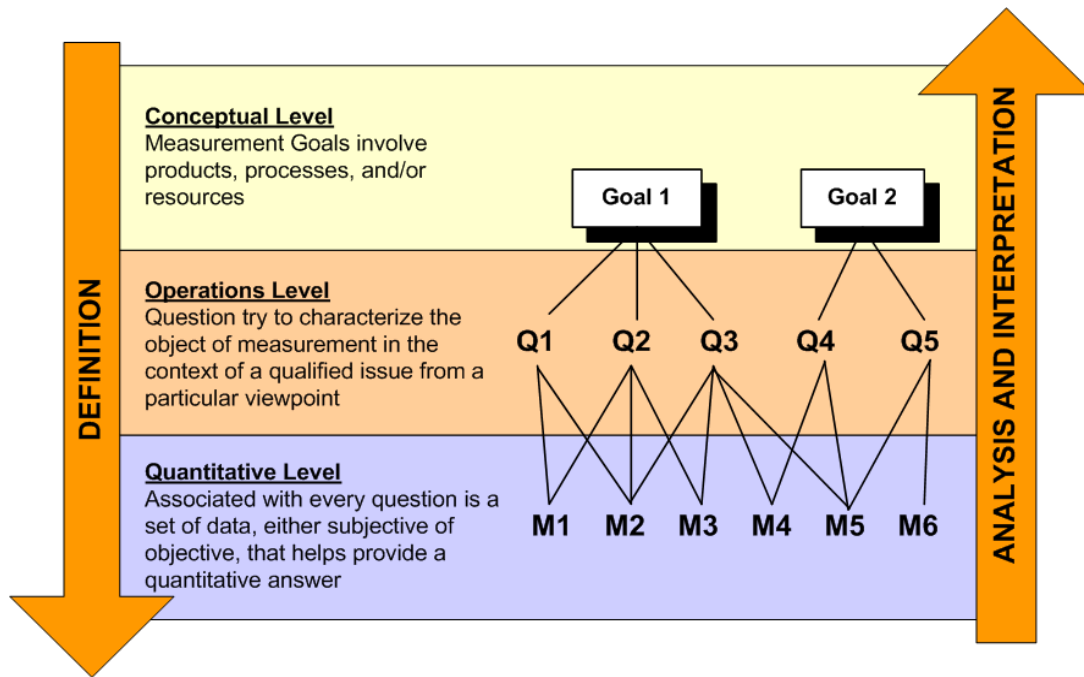 DEFINITION
Conceptual Level
Measurement Goals involve
products, processes, and/or
resources
Goal 1
Goal 2
Operations Level
Question try to characterize the
object of measurement in the
context of a qualified issue from a
particular viewpoint
Q1 Q2 Q3 Q4 Q5
Quantitative Level
Associated with every question is a
set of data, either subjective of
objective, that helps provide a
quantitative answer
M1 M2 M3 M4 M5 M6
ANALYSIS AND INTERPRETATION